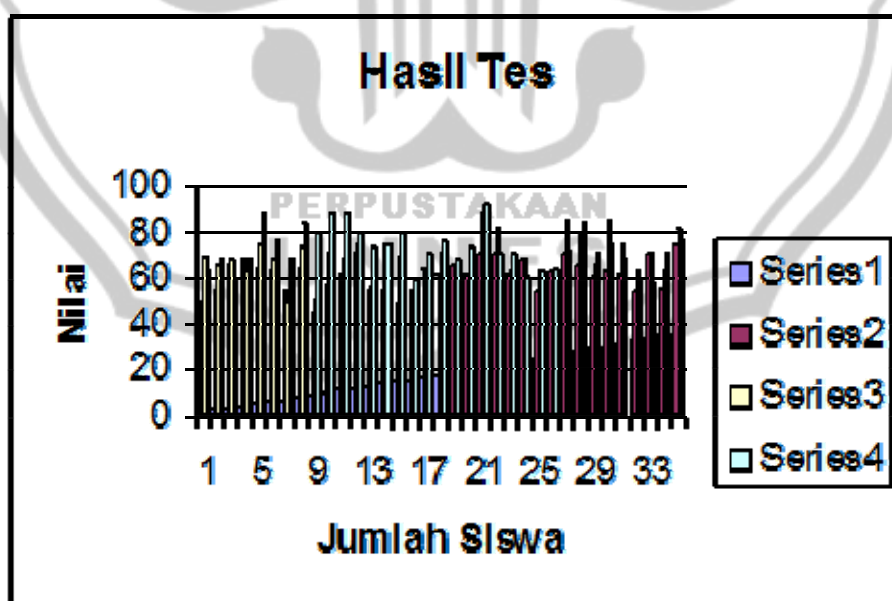 Hasil Tes
PERPUSTAKAAN
Nilai
100
80
60
40
20
0
1 5 9 13 17 21 25 29 33
Jumlah Siswa
Series1
Series2
Series3
Series4